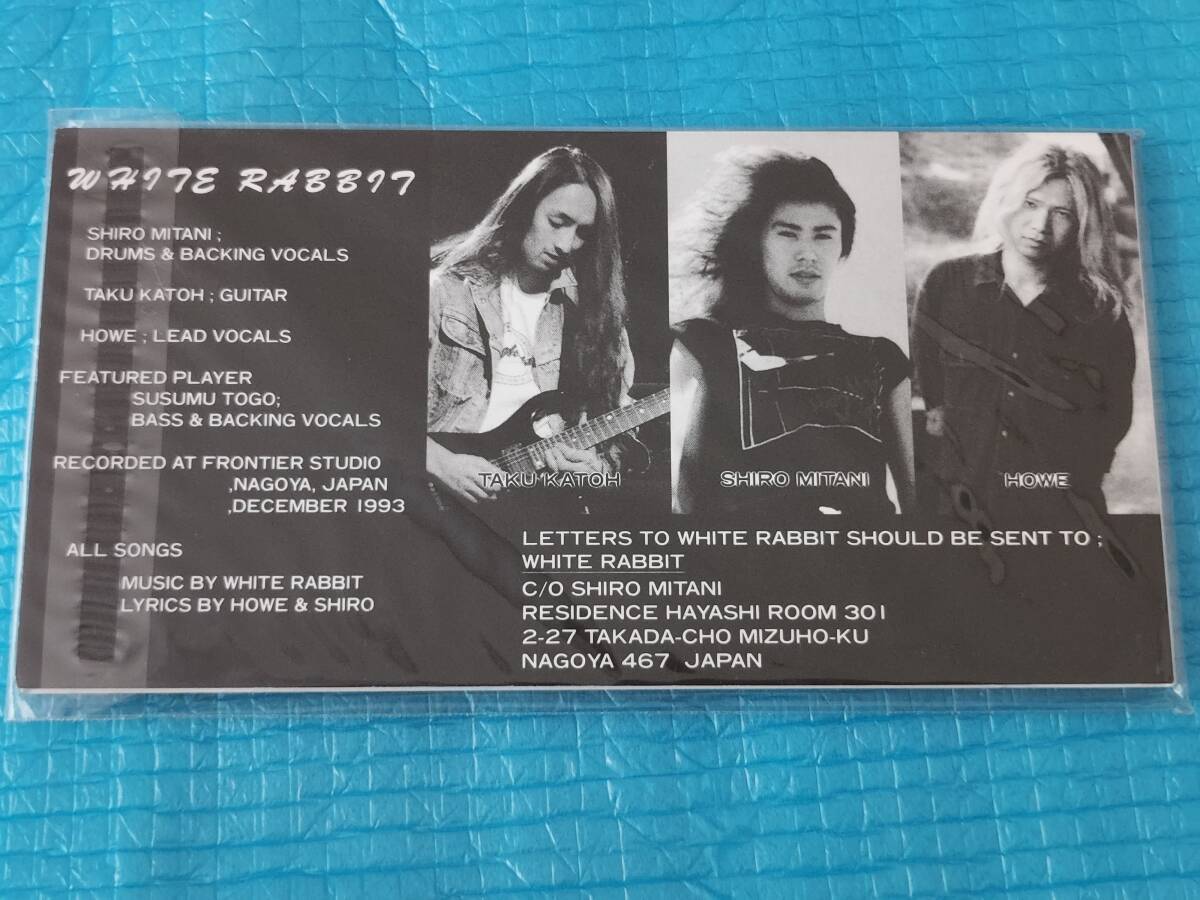 WHITE RABBIT
SHIRO MITANI ;
DRUMS & BACKING VOCALS
TAKU KATOH ; GUITAR
HOWE ; LEAD VOCALS
FEATURED PLAYER
SUSUMU TOGO;
BASS & BACKING VOCALS
RECORDED AT FRONTIER STUDIO
,NAGOYA, JAPAN
,DECEMBER 1993
ALL SONGS
MUSIC BY WHITE RABBIT
LYRICS BY HOWE & SHIRO
TAKU KATOH
SHIRO MITANI
HOWE
LETTERS TO WHITE RABBIT SHOULD BE SENT TO ;
WHITE RABBIT
C/O SHIRO MITANI
RESIDENCE HAYASHI ROOM 301
2-27 TAKADA-CHO MIZUHO-KU
NAGOYA 467 JAPAN